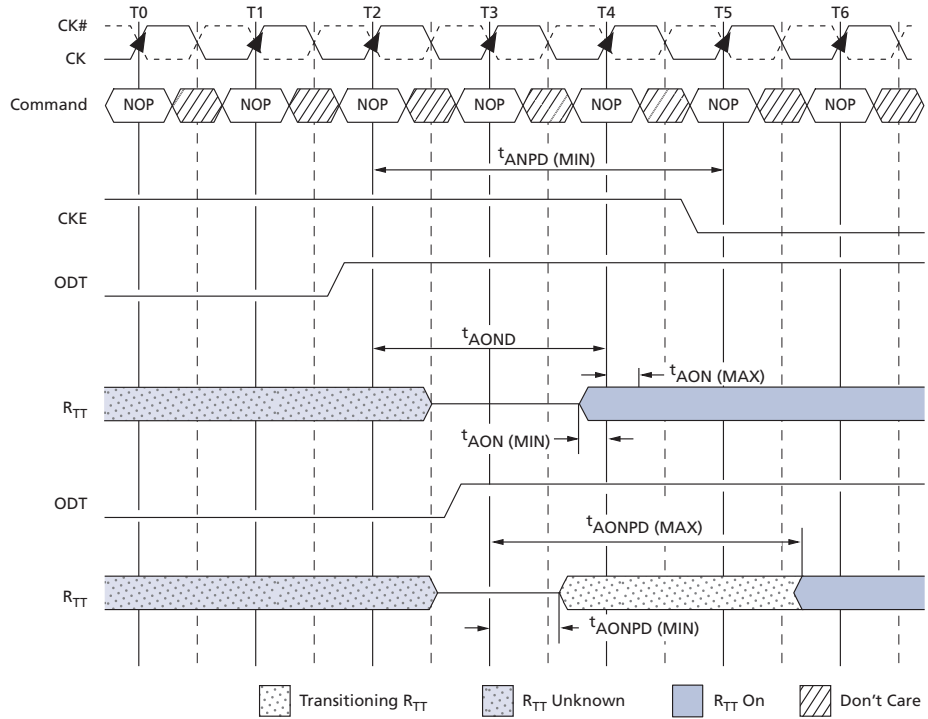 CK#
CK
T0 T1 T2 T3 T4 T5 T6
Command NOP NOP NOP NOP NOP NOP NOP
tANPD (MIN)
CKE
ODT
tAOND
tAON (MAX)
RTT
tAON (MIN)
ODT
tAONPD (MAX)
RTT
tAONPD (MIN)
Transitioning RTT RTT Unknown RTT On Don't Care